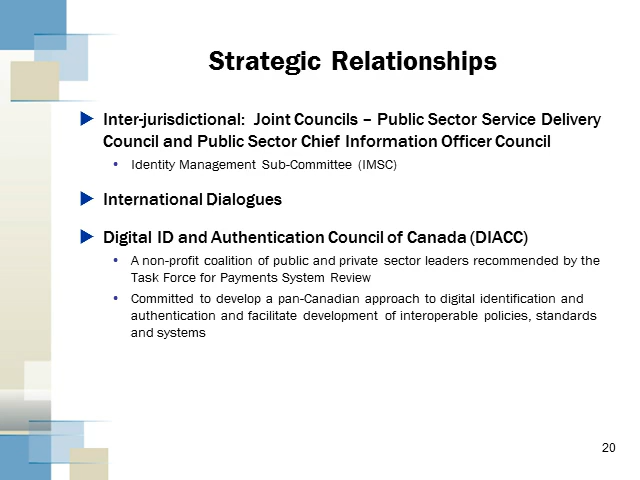 Strategic Relationships
Inter-jurisdictional: Joint Councils – Public Sector Service Delivery
Council and Public Sector Chief Information Officer Council
• Identity Management Sub-Committee (IMSC)
International Dialogues
Digital ID and Authentication Council of Canada (DIACC)
• A non-profit coalition of public and private sector leaders recommended by the
Task Force for Payments System Review
• Committed to develop a pan-Canadian approach to digital identification and
authentication and facilitate development of interoperable policies, standards
and systems
20